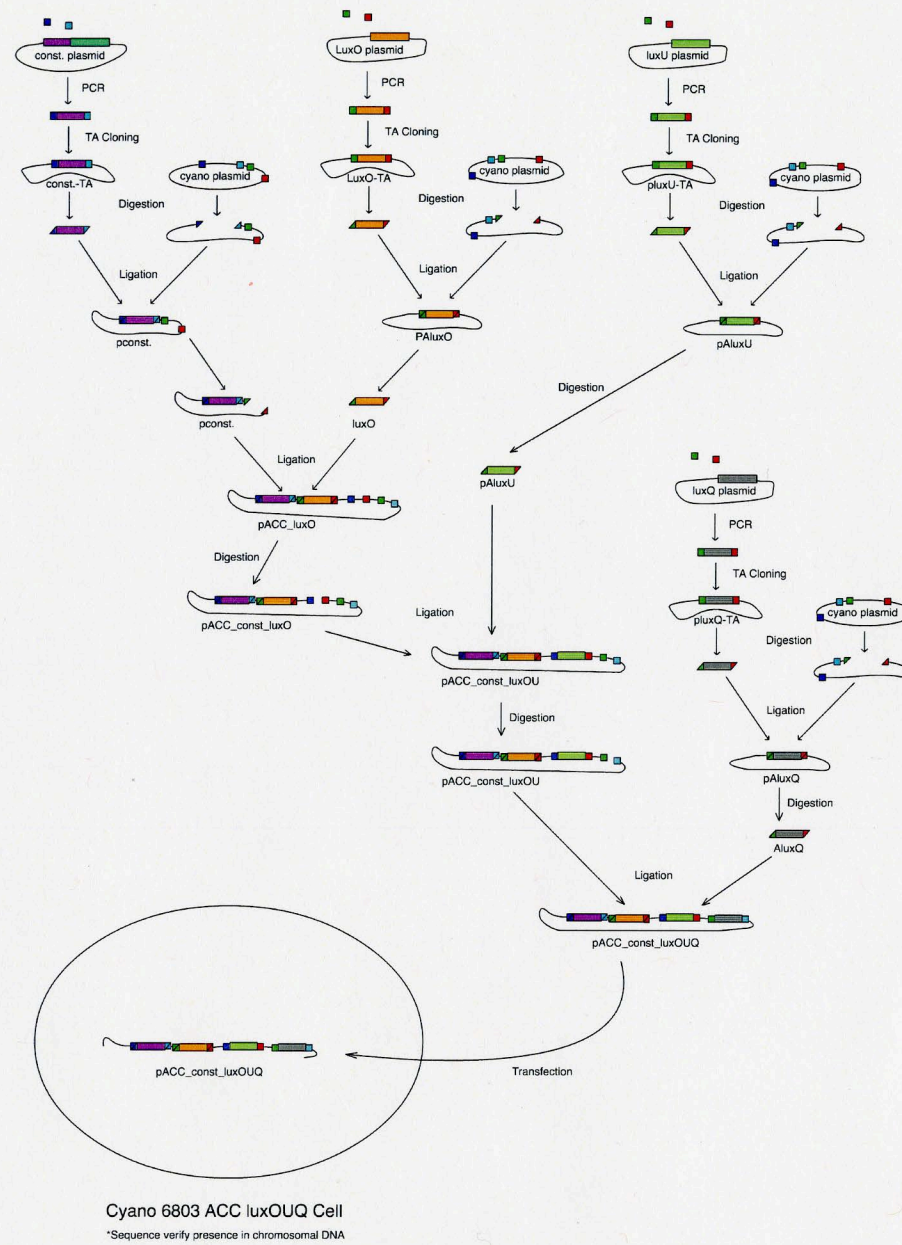 const. plasmid
PCR
TA Cloning
const.-TA
cyano plasmid
Digestion
Ligation
pconst.
pconst.
LuxO plasmid
PCR
TA Cloning
LuxO-TA
cyano plasmid
Digestion
Ligation
PAluxO
luxO
Ligation
pACC_luxO
Digestion
pACC_const_luxO
luxU plasmid
PCR
TA Cloning
pluxU-TA
cyano plasmid
Digestion
Ligation
pAluxU
Digestion
pAluxU
Ligation
pACC_const_luxOU
Digestion
pACC_const_luxOU
luxQ plasmid
PCR
TA Cloning
pluxQ-TA
cyano plasmid
Digestion
Ligation
pAluxQ
Digestion
AluxQ
Ligation
pACC_const_luxOUQ
Transfection
pACC_const_luxOUQ
Cyano 6803 ACC luxOUQ Cell
*Sequence verify presence in chromosomal DNA